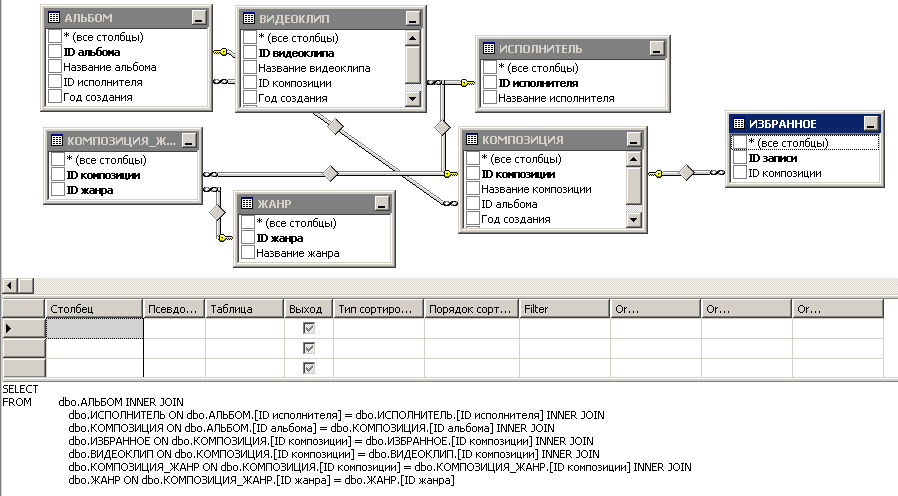 АЛЬБОМ
* (все столбцы)
ID альбома
Название альбома
ID исполнителя
Год создания
ВИДЕОКЛИП
* (все столбцы)
ID видеоклипа
Название видеоклипа
ID композиции
Год создания
ИСПОЛНИТЕЛЬ
* (все столбцы)
ID исполнителя
Название исполнителя
КОМПОЗИЦИЯ_Ж...
* (все столбцы)
ID композиции
ID жанра
КОМПОЗИЦИЯ
* (все столбцы)
ID композиции
Название композиции
ID альбома
Год создания
ИЗБРАННОЕ
* (все столбцы)
ID записи
ID композиции
ЖАНР
* (все столбцы)
ID жанра
Название жанра
Столбец Псевдо... Таблица Выход Тип сортиро... Порядок сорт... Filter Or... Or... Or...
SELECT
FROM dbo.АЛЬБОМ INNER JOIN
dbo.ИСПОЛНИТЕЛЬ ON dbo.АЛЬБОМ.[ID исполнителя] = dbo.ИСПОЛНИТЕЛЬ.[ID исполнителя] INNER JOIN
dbo.КОМПОЗИЦИЯ ON dbo.АЛЬБОМ.[ID альбома] = dbo.КОМПОЗИЦИЯ.[ID альбома] INNER JOIN
dbo.ИЗБРАННОЕ ON dbo.КОМПОЗИЦИЯ.[ID композиции] = dbo.ИЗБРАННОЕ.[ID композиции] INNER JOIN
dbo.ВИДЕОКЛИП ON dbo.КОМПОЗИЦИЯ.[ID композиции] = dbo.ВИДЕОКЛИП.[ID композиции] INNER JOIN
dbo.КОМПОЗИЦИЯ_ЖАНР ON dbo.КОМПОЗИЦИЯ.[ID композиции] = dbo.КОМПОЗИЦИЯ_ЖАНР.[ID композиции] INNER JOIN
dbo.ЖАНР ON dbo.КОМПОЗИЦИЯ_ЖАНР.[ID жанра] = dbo.ЖАНР.[ID жанра]